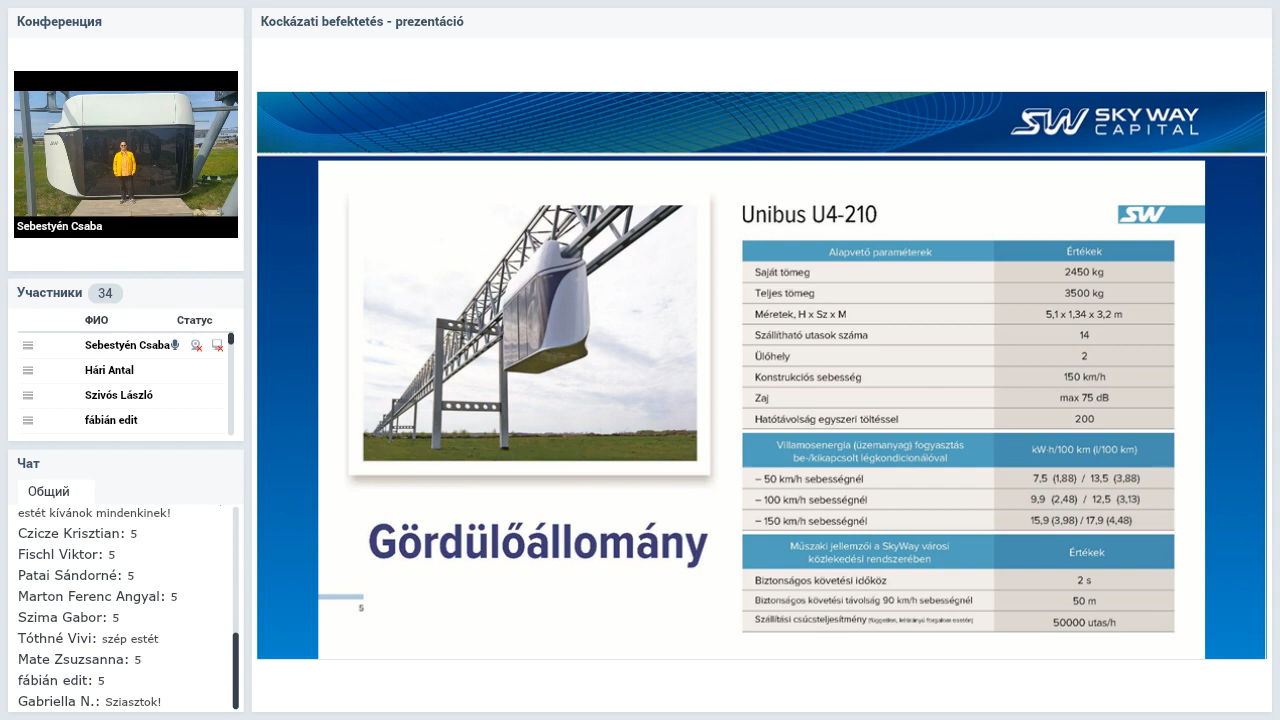 Конференция
Sebestyén Csaba
Участники 34
ФИО Статус
Sebestyén Csaba
Hári Antal
Szivós László
fábián edit
Чат
Общий
estét kívánok mindenkinek!
Czicze Krisztian: 5
Fischl Viktor: 5
Patai Sándorné: 5
Marton Ferenc Angyal: 5
Szima Gabor: 5
Tóthné Vivi: szép estét
Mate Zsuzsanna: 5
fábián edit: 5
Gabriella N.: Sziasztok!
Kockázati befektetés - prezentáció
SW SKY WAY
CAPITAL
Unibus U4-210
SW
Alapvető paraméterek Értékek
Saját tömeg 2450 kg
Teljes tömeg 3500 kg
Méretek, H x Sz x M 5,1 x 1,34 x 3,2 m
Szállítható utasok száma 14
Ülőhely 2
Konstrukciós sebesség 150 km/h
Zaj max 75 dB
Hatótávolság egyszeri töltéssel 200
Villamosenergia (üzemanyag) fogyasztás
be-/kikapcsolt légkondicionálóval
kW·h/100 km (l/100 km)
– 50 km/h sebességnél 7,5 (1,88) / 13,5 (3,88)
– 100 km/h sebességnél 9,9 (2,48) / 12,5 (3,13)
– 150 km/h sebességnél 15,9 (3,98) / 17,9 (4,48)
Műszaki jellemzői a SkyWay városi
közlekedési rendszerében
Értékek
Biztonságos követési időköz 2 s
Biztonságos követési távolság 90 km/h sebességnél 50 m
Szállítási csúcsteljesítmény 50000 utas/h
Gördülőállomány
5